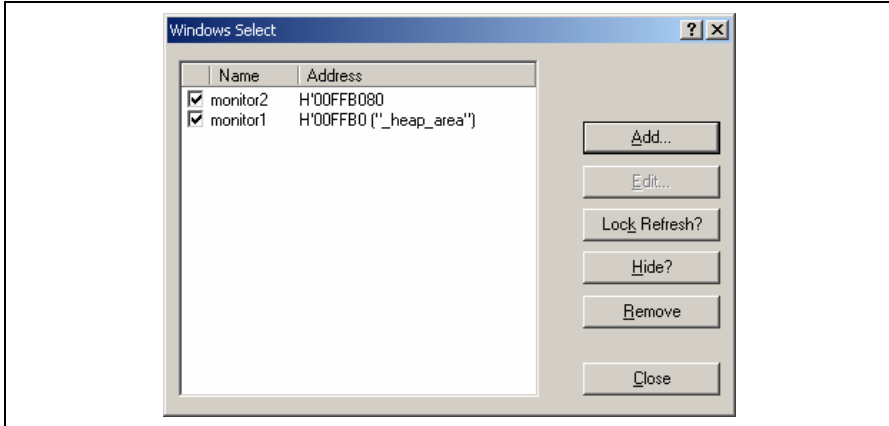 Windows Select
Name Address
monitor2 H'00FFB080
monitor1 H'00FFB0 ("_heap_area")
Add...
Edit...
Lock Refresh?
Hide?
Remove
Close